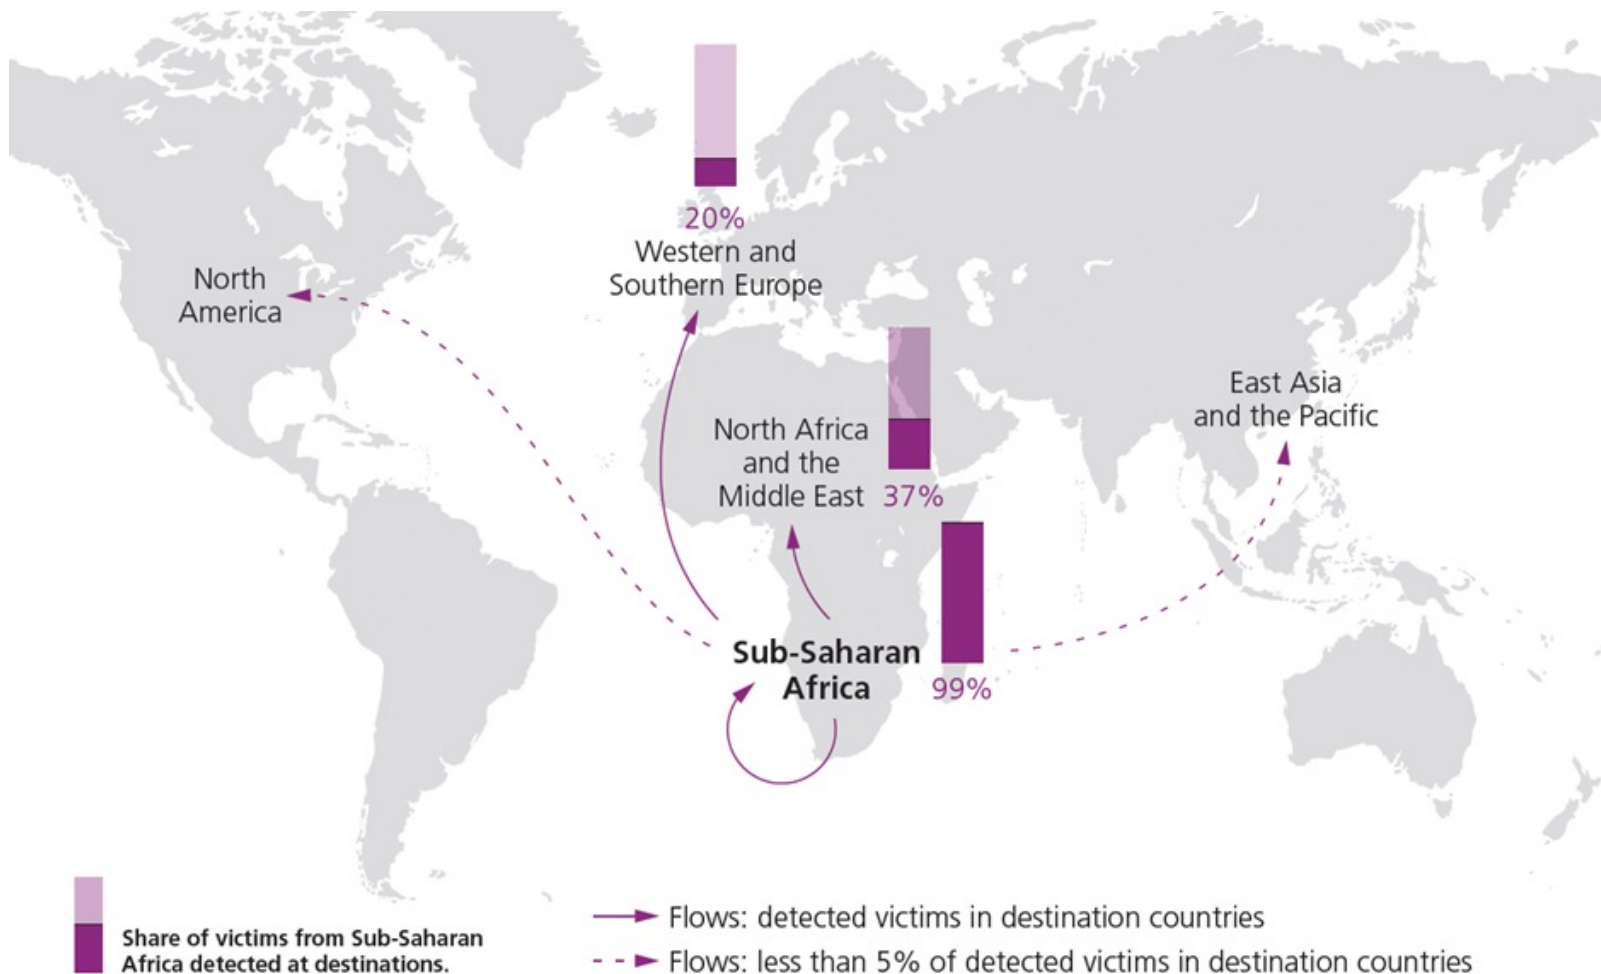 20%
Western and
Southern Europe
North
America
East Asia
and the Pacific
North Africa
and the
Middle East
37%
Sub-Saharan
Africa
99%
Share of victims from Sub-Saharan
Africa detected at destinations.
Flows: detected victims in destination countries
Flows: less than 5% of detected victims in destination countries